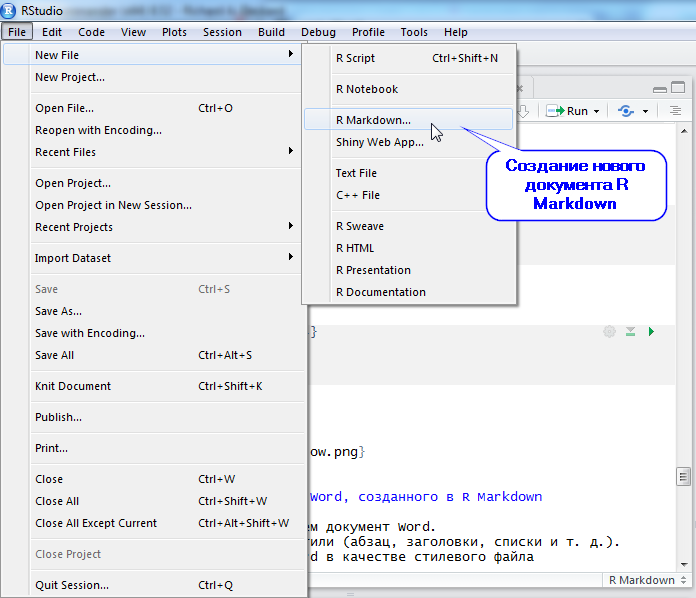 RStudio
File Edit Code View Plots Session Build Debug Profile Tools Help
New File
New Project...
Open File... Ctrl+O
Reopen with Encoding...
Recent Files
Open Project...
Open Project in New Session...
Recent Projects
Import Dataset
Save Ctrl+S
Save As...
Save with Encoding...
Save All Ctrl+Alt+S
Knit Document Ctrl+Shift+K
Publish...
Print...
Close Ctrl+W
Close All Ctrl+Shift+W
Close All Except Current Ctrl+Alt+Shift+W
Close Project
Quit Session... Ctrl+Q
R Script Ctrl+Shift+N
R Notebook
R Markdown...
Shiny Web App...
Text File
C++ File
R Sweave
R HTML
R Presentation
R Documentation
Run
Создание нового
документа R
Markdown
}
ow.png}
Word, созданного в R Markdown
м документ Word.
тили (абзац, заголовки, списки и т. д.).
d в качестве стилевого файла
R Markdown